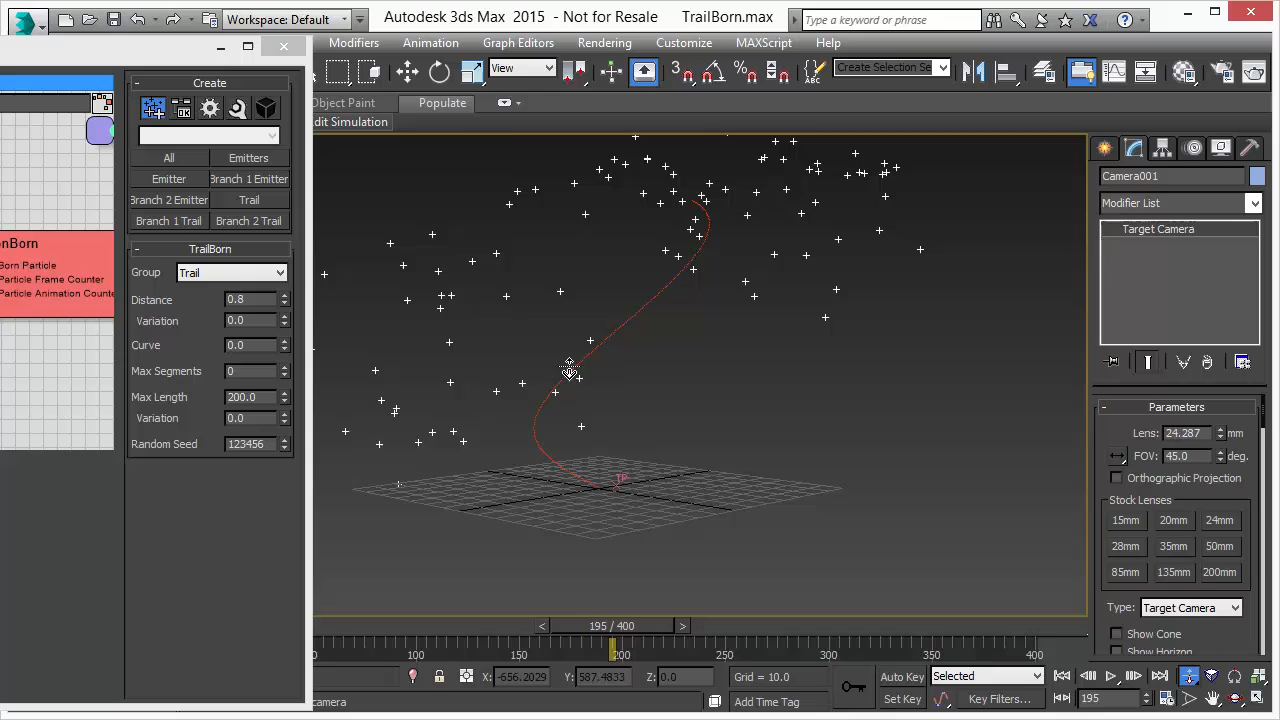 Workspace: Default
Autodesk 3ds Max 2015 - Not for Resale TrailBorn.max
Type a keyword or phrase
Modifiers Animation Graph Editors Rendering Customize MAXScript Help
View
Create Selection Se
Object Paint Populate
dit Simulation
Create
All Emitters
Emitter Branch 1 Emitter
Branch 2 Emitter Trail
Branch 1 Trail Branch 2 Trail
TrailBorn
Group Trail
Distance 0.8
Variation 0.0
Curve 0.0
Max Segments 0
Max Length 200.0
Variation 0.0
Random Seed 123456
onBorn
Born Particle
Particle Frame Counter
Particle Animation Counte
TP
Camera001
Modifier List
Target Camera
Parameters
Lens: 24.287 mm
FOV: 45.0 deg.
Orthographic Projection
Stock Lenses
15mm 20mm 24mm
28mm 35mm 50mm
85mm 135mm 200mm
Type: Target Camera
Show Cone
Show Horizon
< 195 / 400 >
150 200 250 300 350 400
X: -656.2029 Y: 587.4833 Z: 0.0 Grid = 10.0 Auto Key Selected
camera Add Time Tag Set Key Key Filters... 195